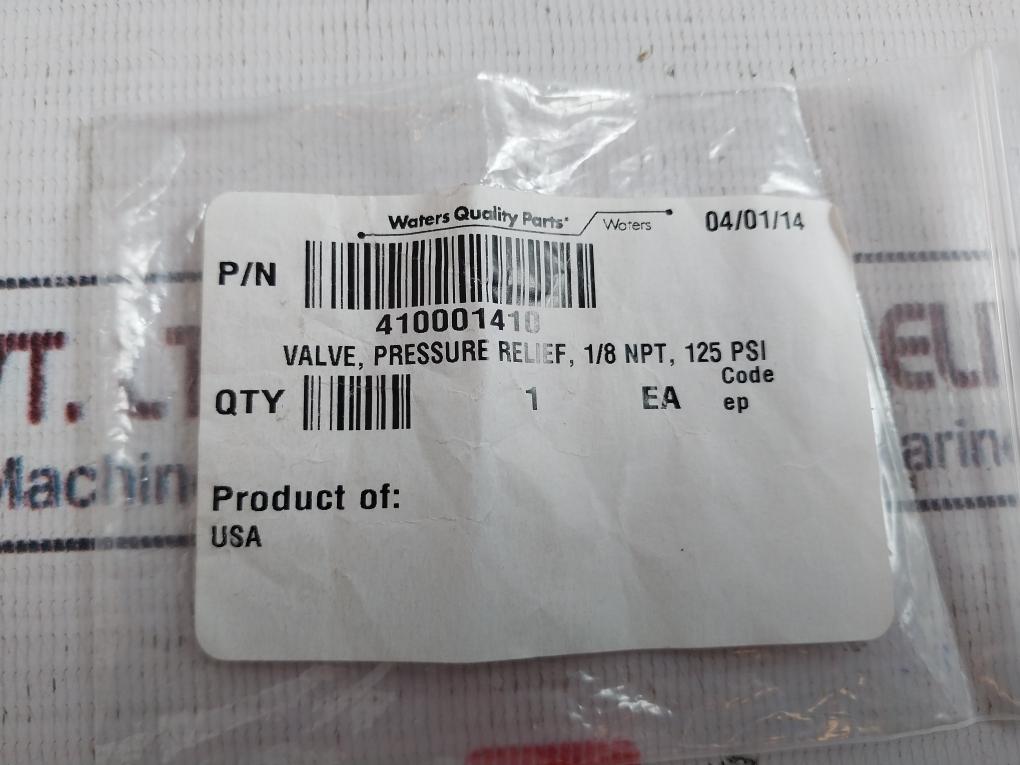 Waters Quality Parts Waters 04/01/14
P/N
410001410
VALVE, PRESSURE RELIEF, 1/8 NPT, 125 PSI
Code
QTY 1 EA ep
Product of:
USA